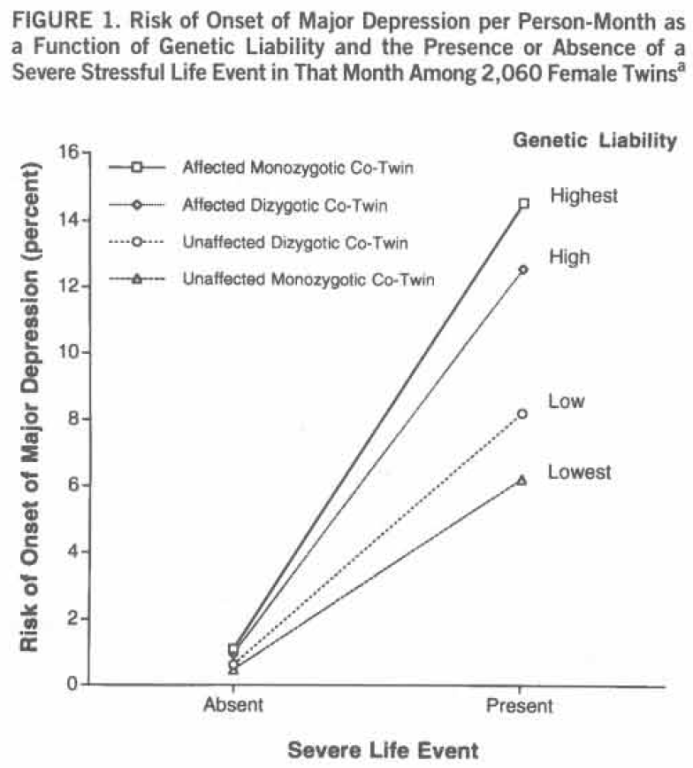 FIGURE 1. Risk of Onset of Major Depression per Person-Month as
a Function of Genetic Liability and the Presence or Absence of a
Severe Stressful Life Event in That Month Among 2,060 Female Twinsᵃ
Genetic Liability
16
Affected Monozygotic Co-Twin
Affected Dizygotic Co-Twin
Unaffected Dizygotic Co-Twin
Unaffected Monozygotic Co-Twin
Highest
High
Low
Lowest
14
12
10
8
6
4
2
0
Risk of Onset of Major Depression (percent)
Absent
Present
Severe Life Event